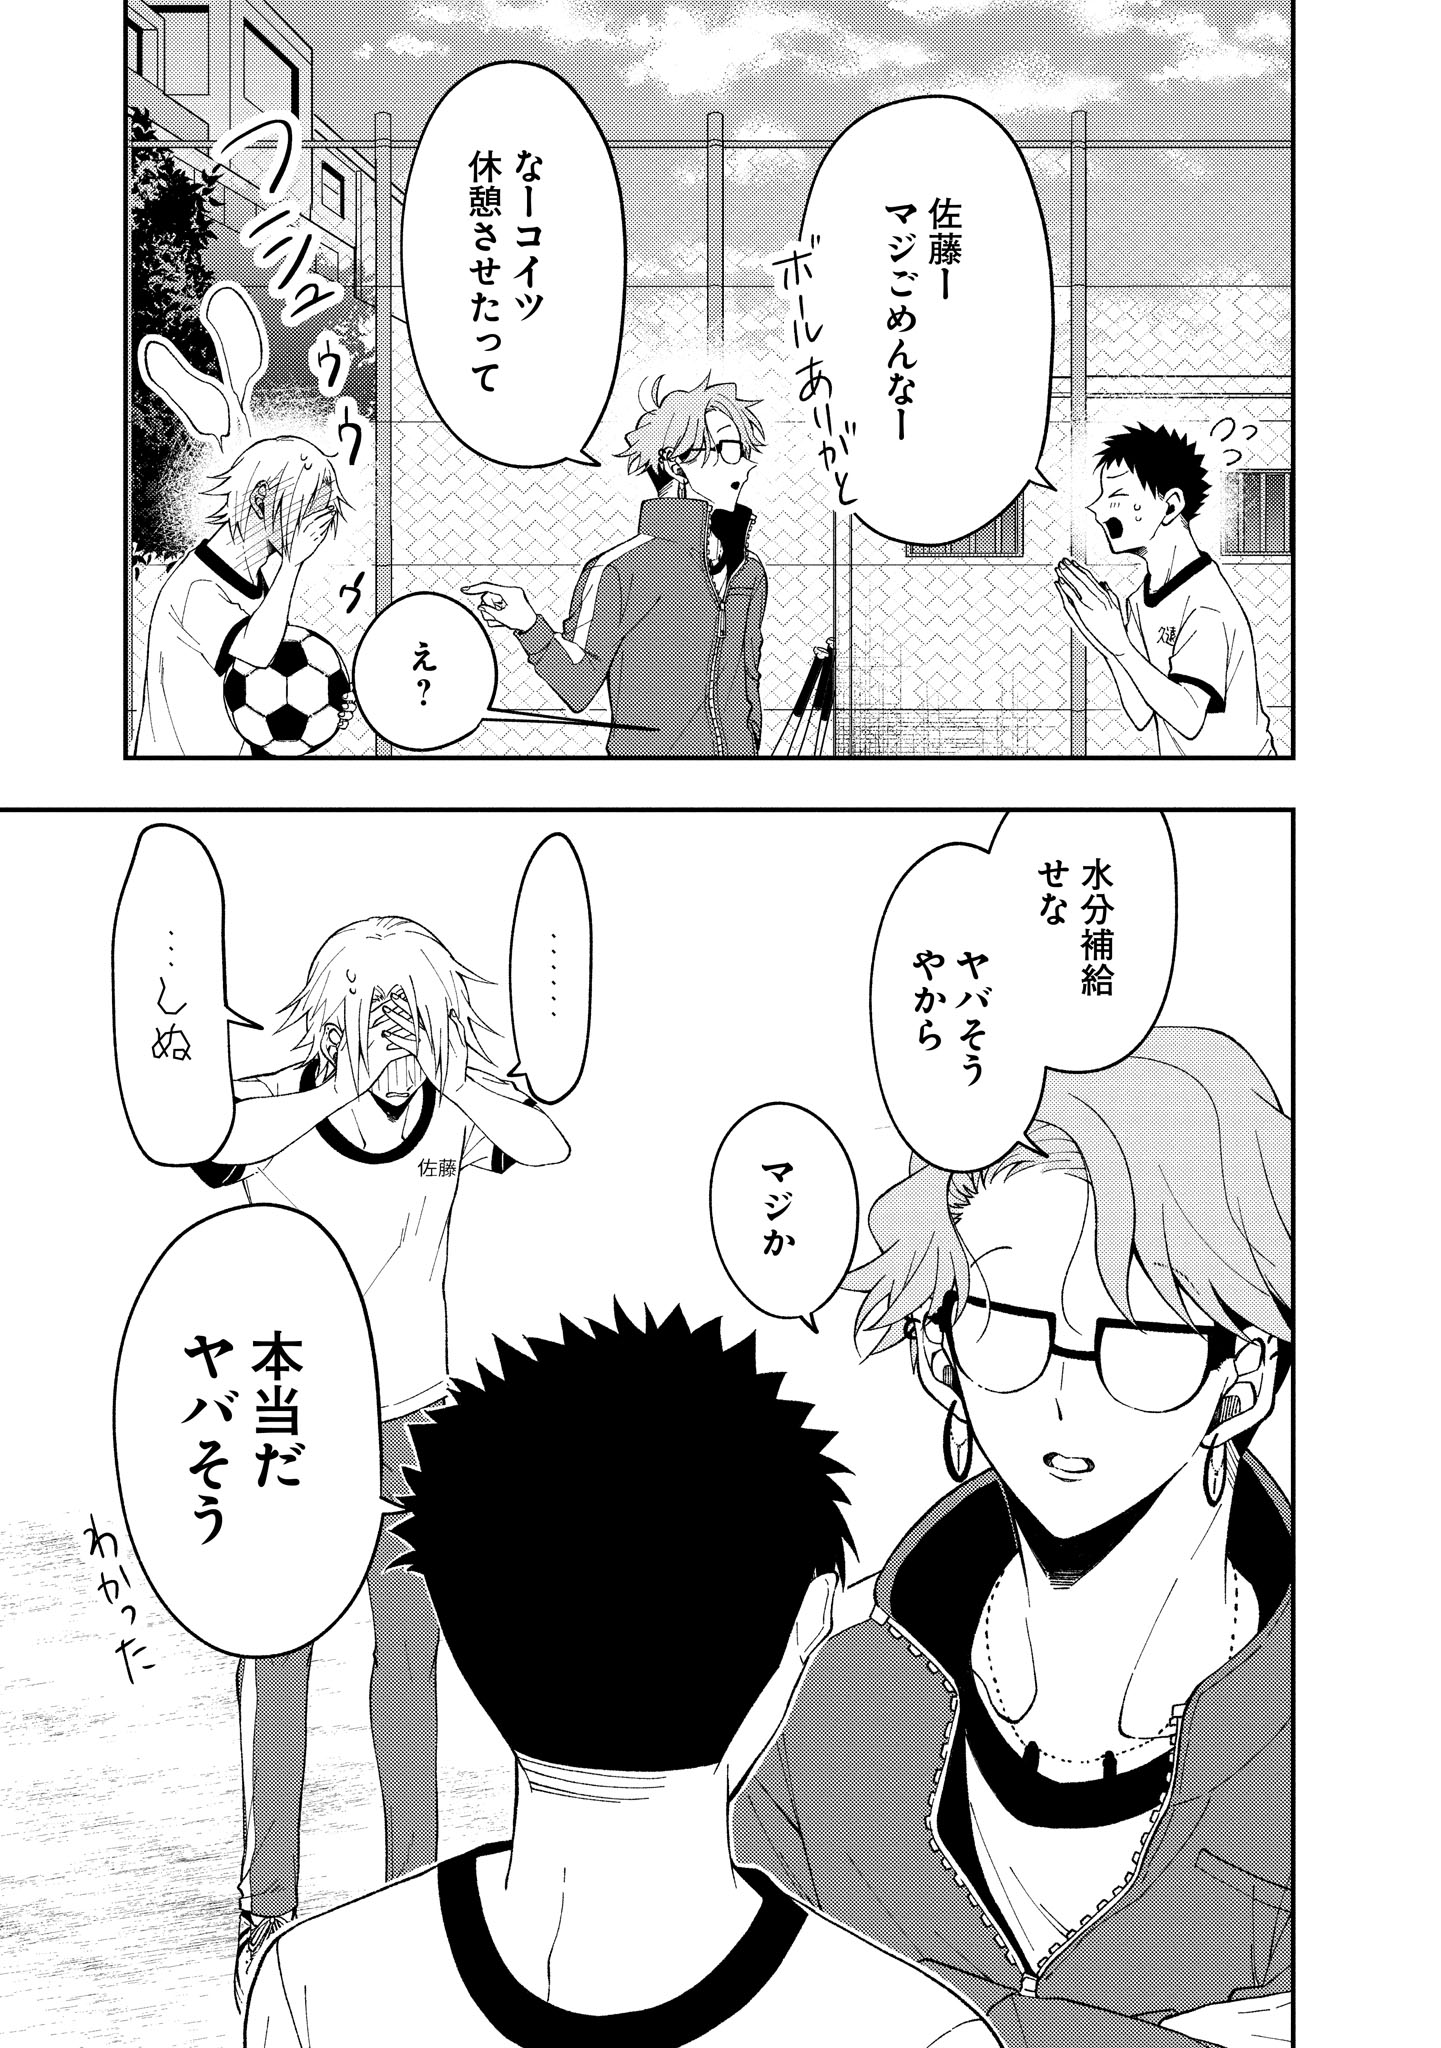 佐藤ー
マジごめんなー
ボールありがと
なーコイツ
休憩させたって
え?
プシュウウウ
久遠
水分補給
せな
ヤバそう
やから
マジか
………
……しぬ
佐藤
本当だ
ヤバそう
わかった